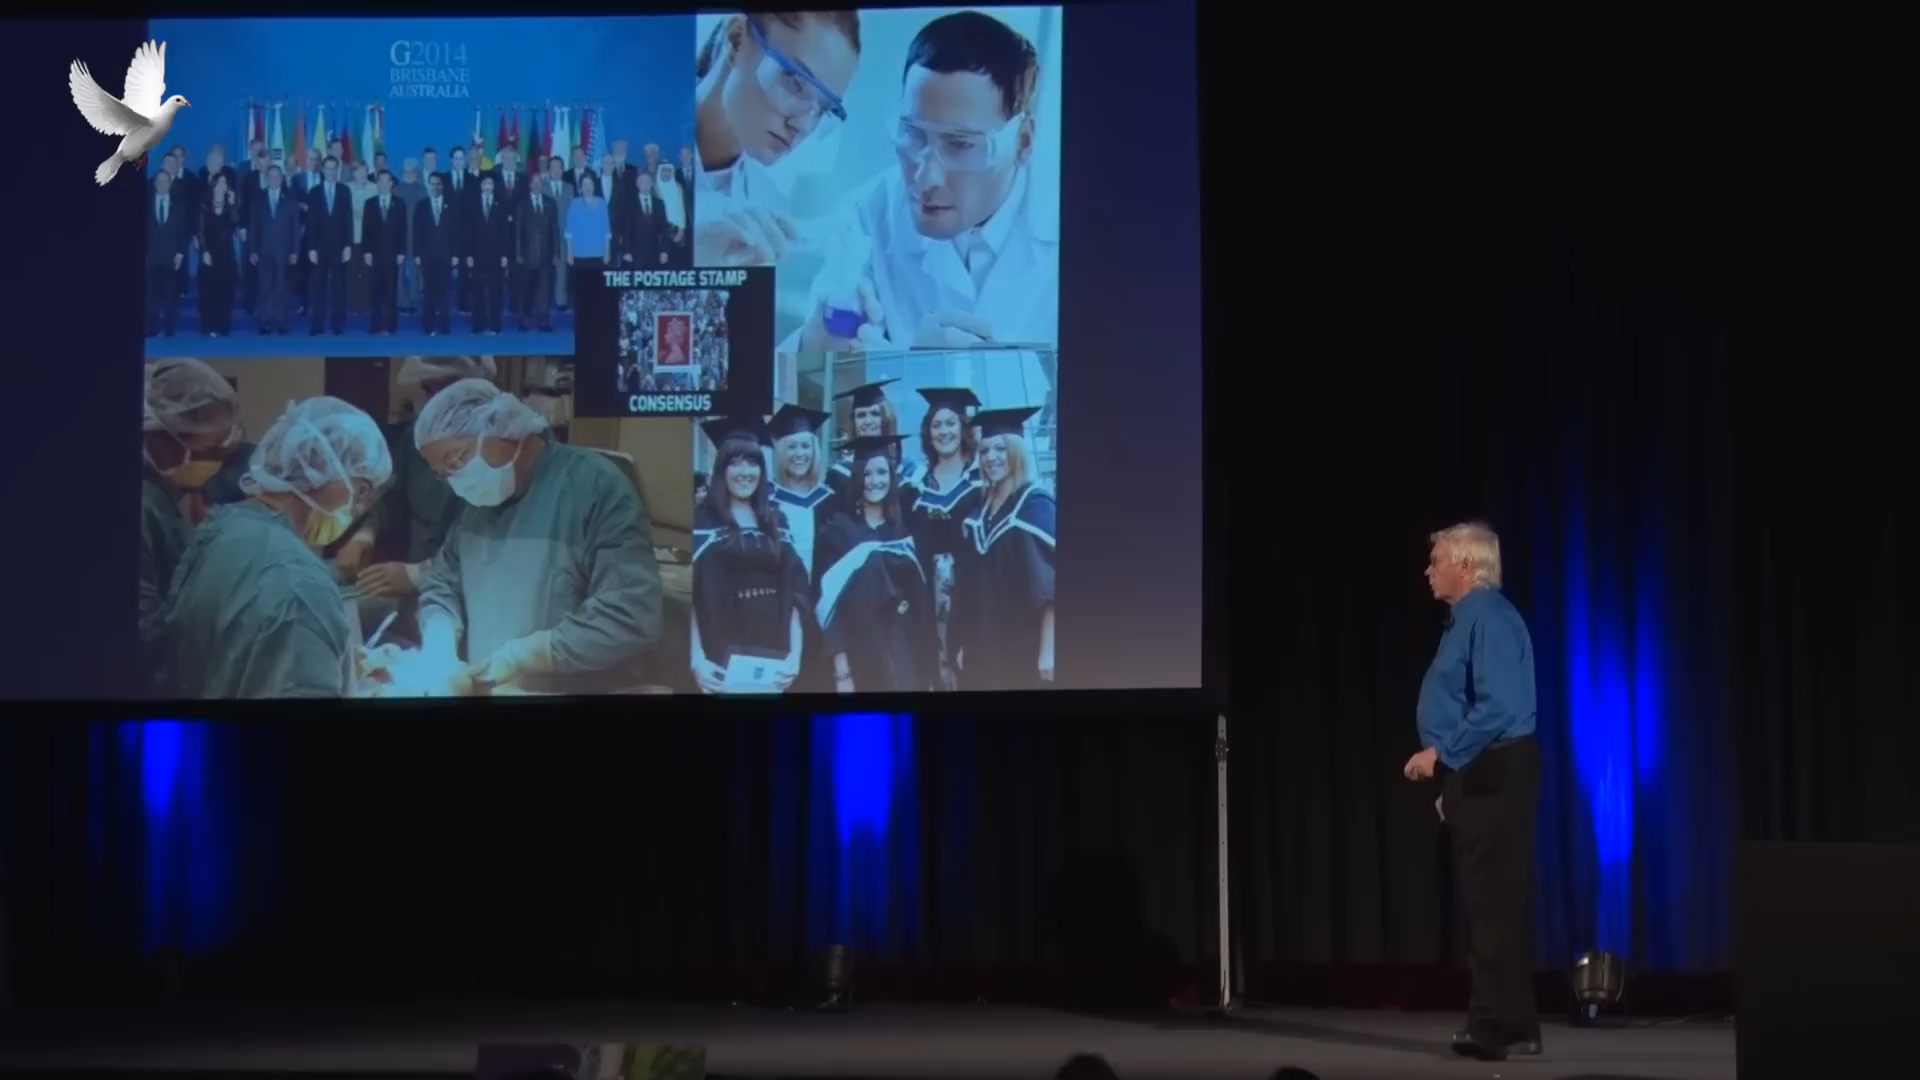 G2014
BRISBANE
AUSTRALIA
THE POSTAGE STAMP
CONSENSUS